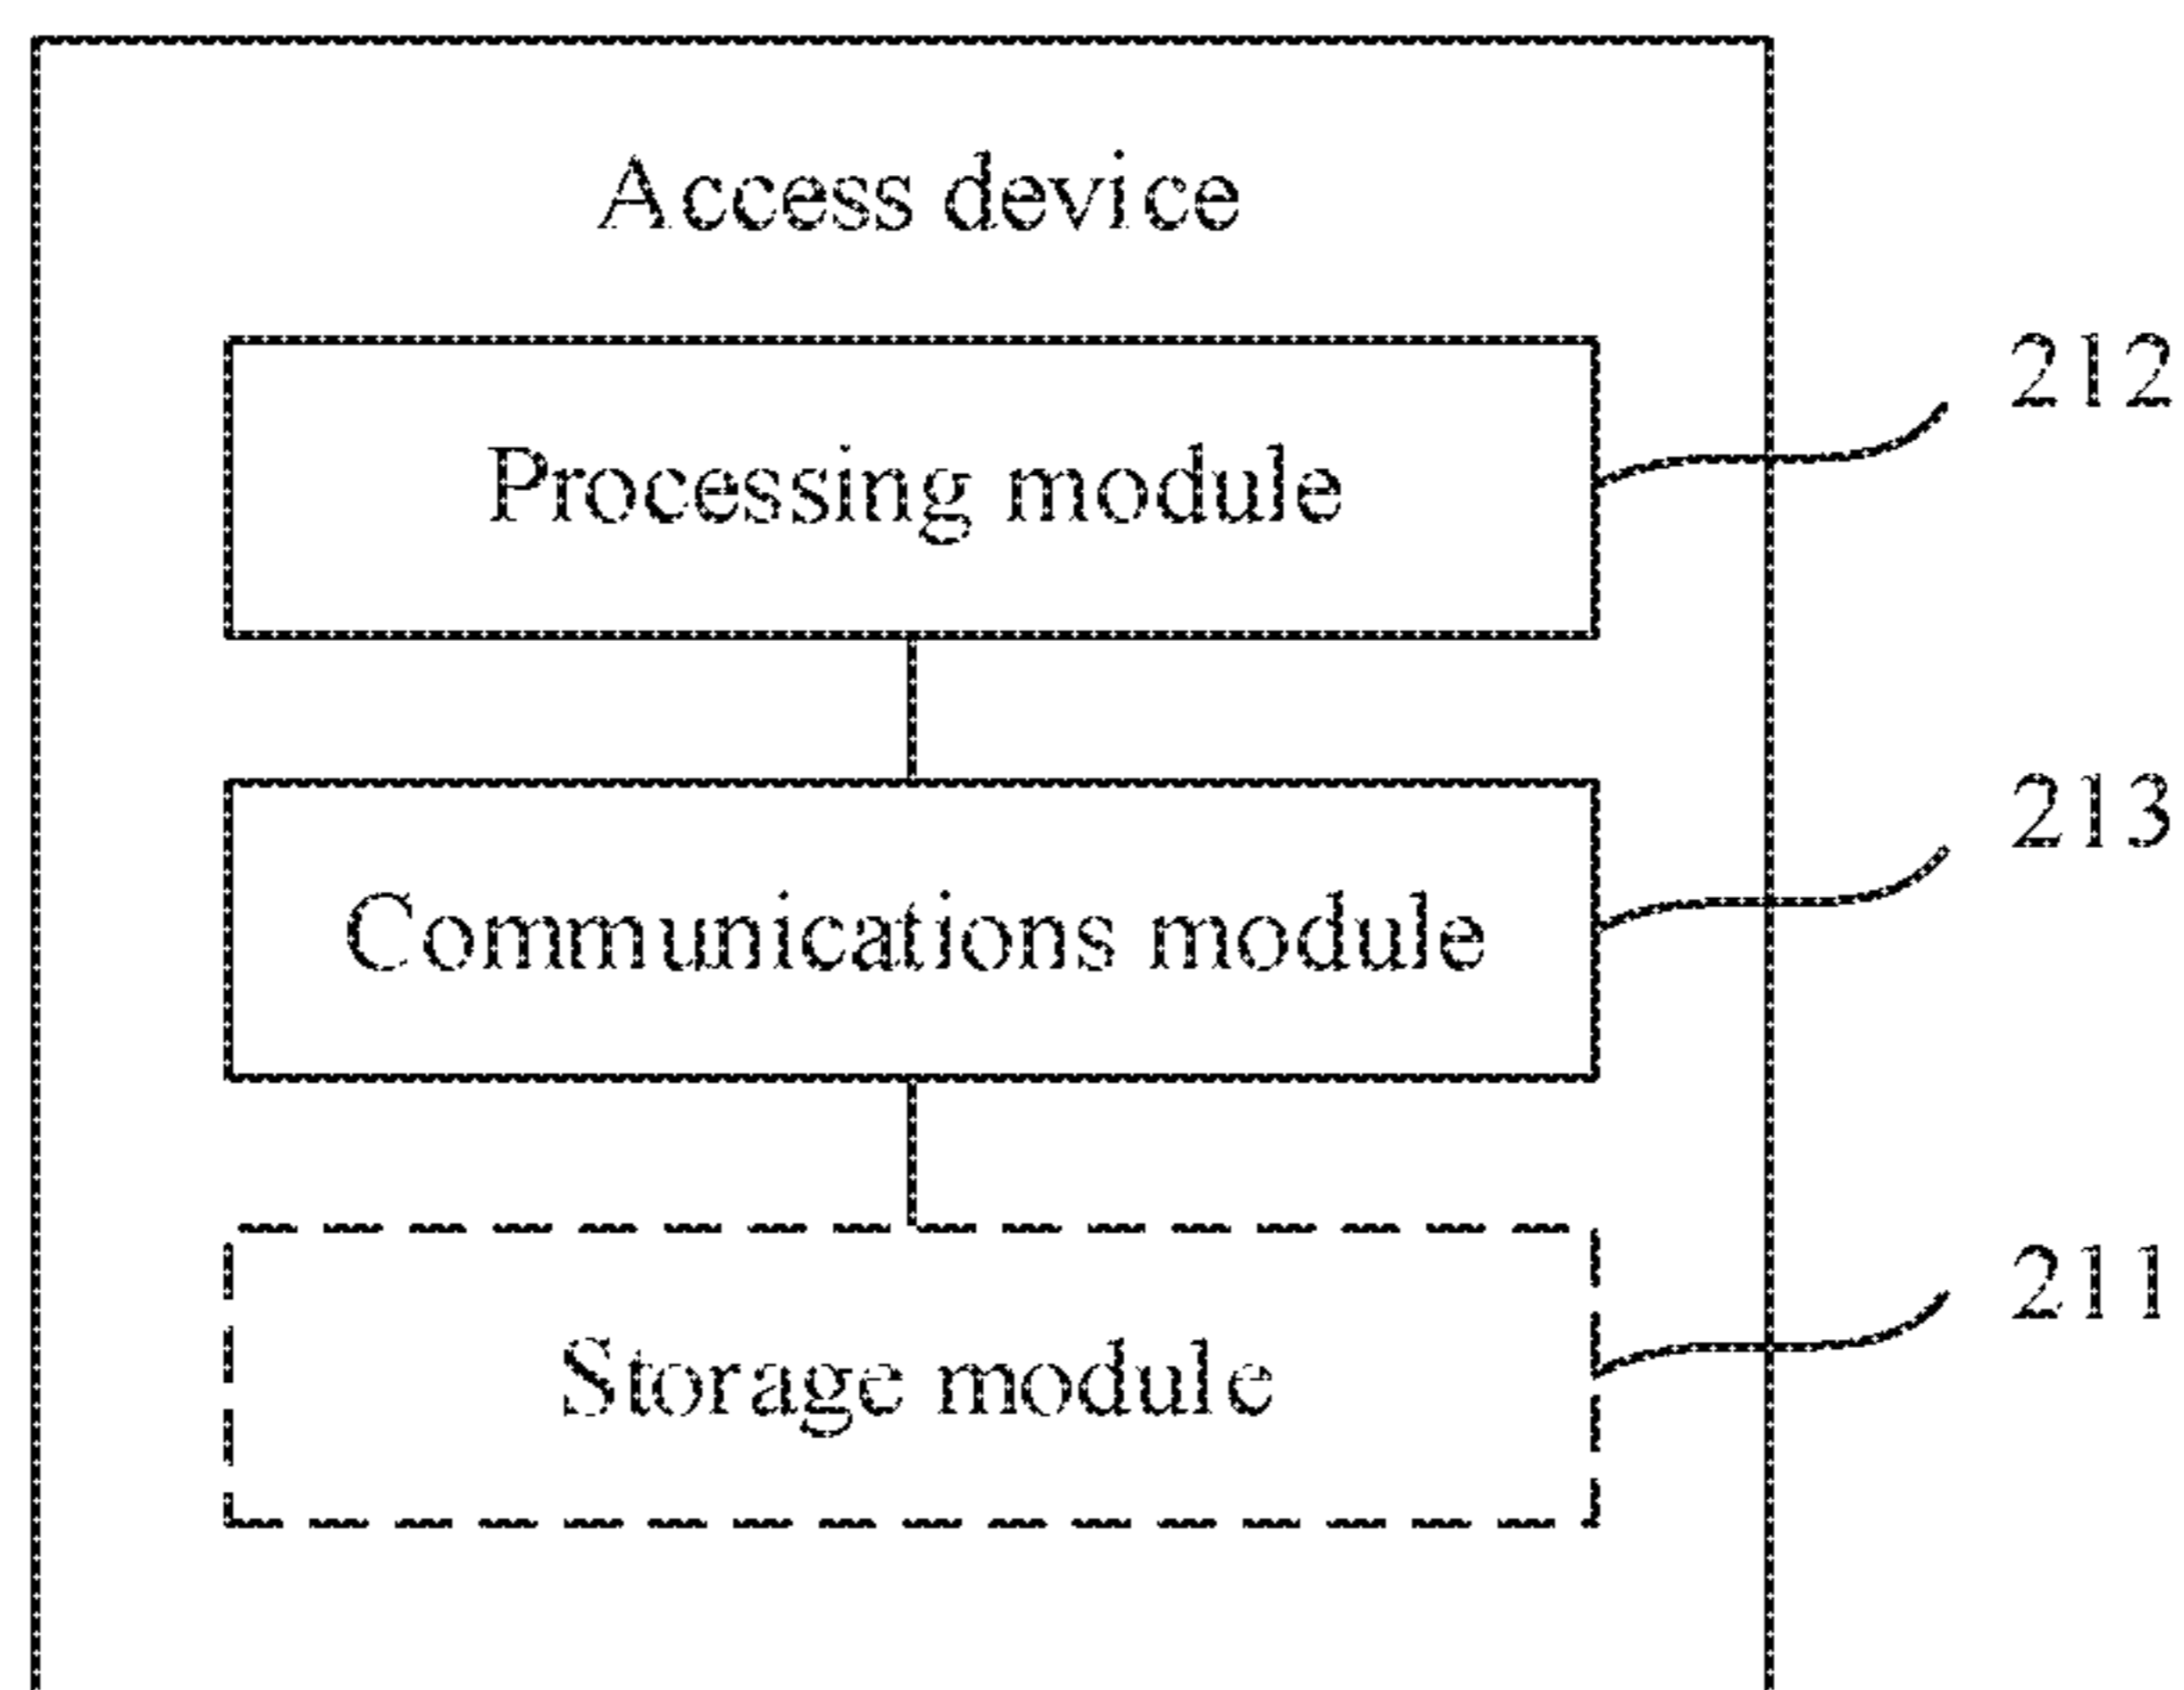 Access device
212
Processing module
213
Communications module
211
Storage module